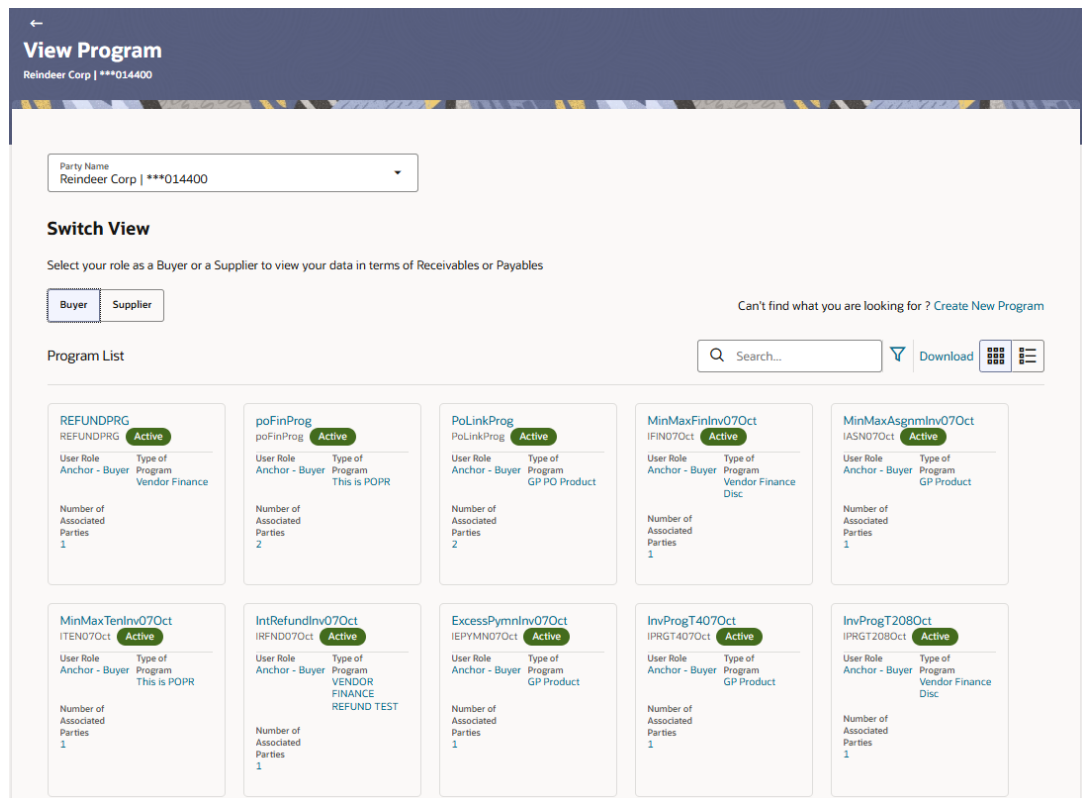 View Program
Reindeer Corp | ***014400
Party Name
Reindeer Corp | ***014400
Switch View
Select your role as a Buyer or a Supplier to view your data in terms of Receivables or Payables
Buyer
Supplier
Can't find what you are looking for ? Create New Program
Program List
Search...
Download
REFUNDPRG
REFUNDPRG Active
User Role
Anchor - Buyer
Type of
Program
Vendor Finance
Number of
Associated
Parties
1
poFinProg
poFinProg Active
User Role
Anchor - Buyer
Type of
Program
This is POPR
Number of
Associated
Parties
2
PoLinkProg
PoLinkProg Active
User Role
Anchor - Buyer
Type of
Program
GP PO Product
Number of
Associated
Parties
2
MinMaxFinInv07Oct
IFIN07Oct Active
User Role
Anchor - Buyer
Type of
Program
Vendor Finance
Disc
Number of
Associated
Parties
1
MinMaxAsgnmInv07Oct
IASN07Oct Active
User Role
Anchor - Buyer
Type of
Program
GP Product
Number of
Associated
Parties
1
MinMaxTenInv07Oct
ITEN07Oct Active
User Role
Anchor - Buyer
Type of
Program
This is POPR
Number of
Associated
Parties
1
IntRefundInv07Oct
IRFND07Oct Active
User Role
Anchor - Buyer
Type of
Program
VENDOR
FINANCE
REFUND TEST
Number of
Associated
Parties
1
ExcessPymnInv07Oct
IEPYMN07Oct Active
User Role
Anchor - Buyer
Type of
Program
GP Product
Number of
Associated
Parties
1
InvProgT407Oct
IPRGT407Oct Active
User Role
Anchor - Buyer
Type of
Program
GP Product
Number of
Associated
Parties
1
InvProgT208Oct
IPRGT208Oct Active
User Role
Anchor - Buyer
Type of
Program
Vendor Finance
Disc
Number of
Associated
Parties
1